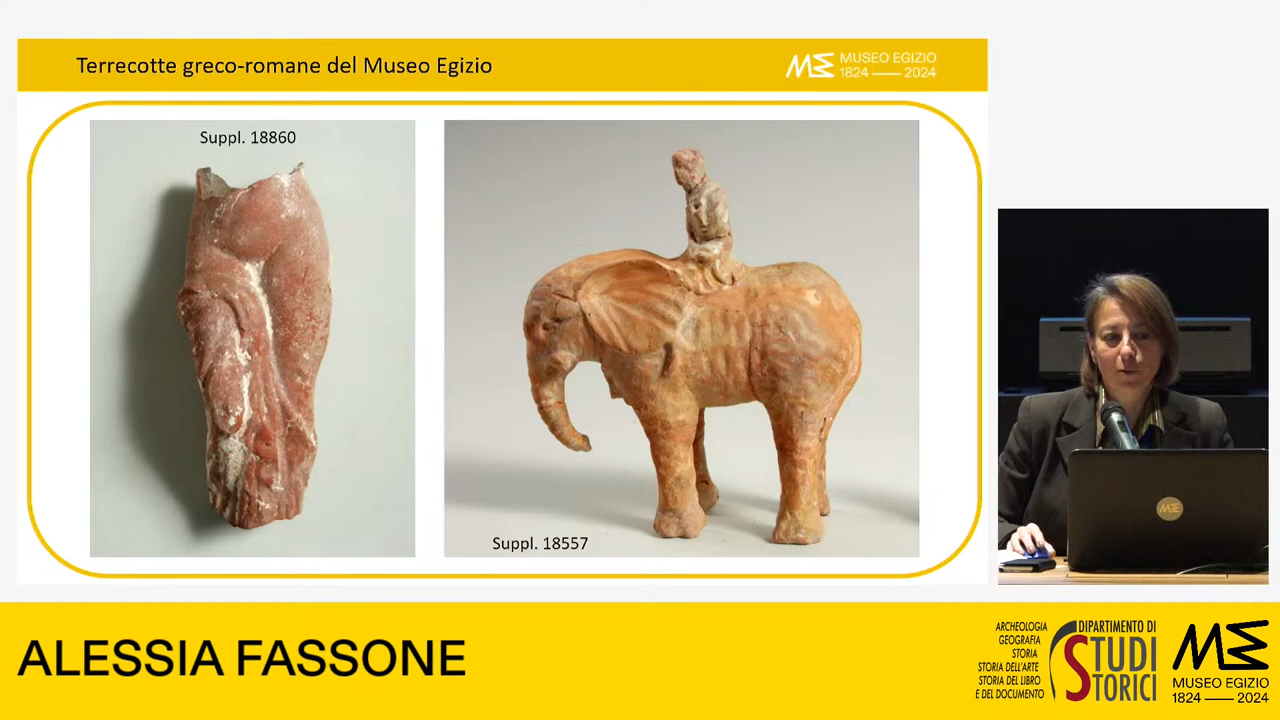 Terrecotte greco-romane del Museo Egizio
MUSEO EGIZIO
1824 — 2024
Suppl. 18860
Suppl. 18557
ALESSIA FASSONE
ARCHEOLOGIA
GEOGRAFIA
STORIA
STORIA DELL'ARTE
STORIA DEL LIBRO
E DEL DOCUMENTO
DIPARTIMENTO DI
STUDI
STORICI
ME
MUSEO EGIZIO
1824 — 2024